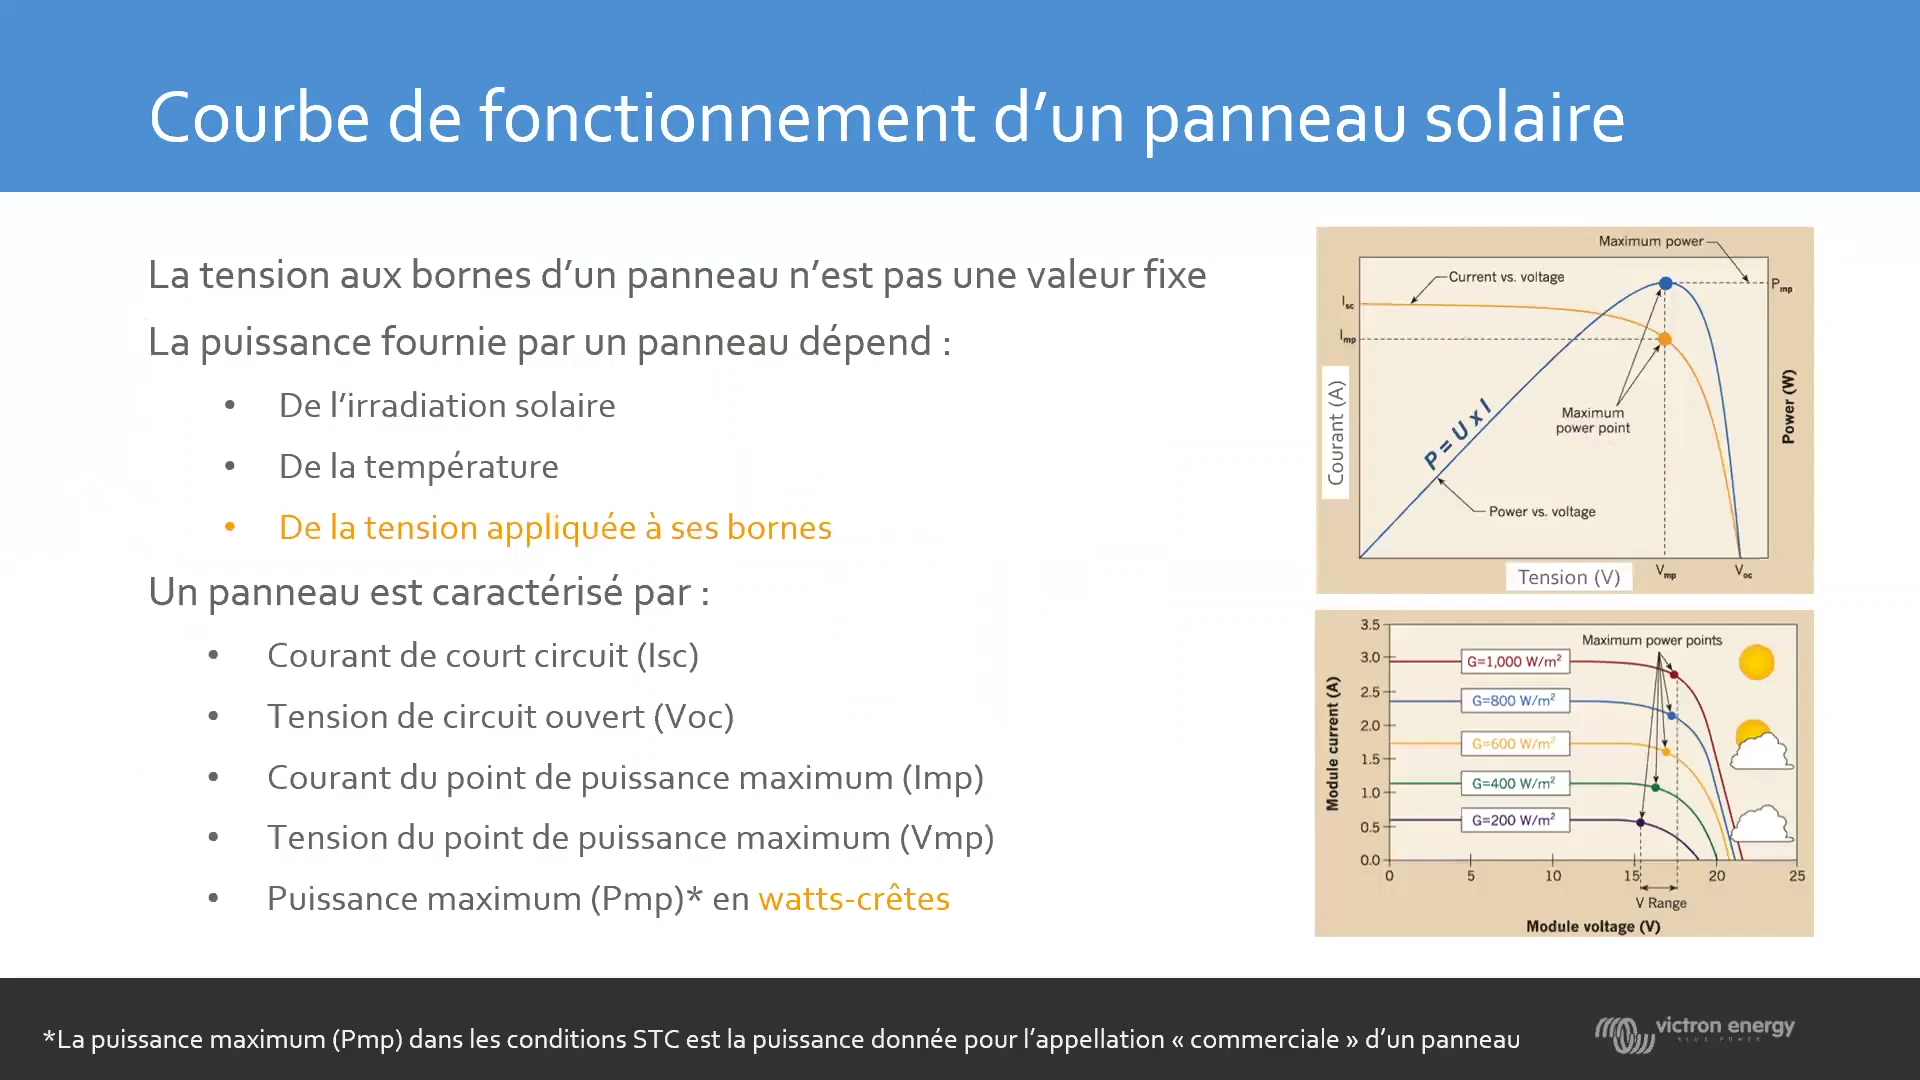 Courbe de fonctionnement d’un panneau solaire
La tension aux bornes d’un panneau n’est pas une valeur fixe
La puissance fournie par un panneau dépend :
• De l’irradiation solaire
• De la température
• De la tension appliquée à ses bornes
Un panneau est caractérisé par :
• Courant de court circuit (Isc)
• Tension de circuit ouvert (Voc)
• Courant du point de puissance maximum (Imp)
• Tension du point de puissance maximum (Vmp)
• Puissance maximum (Pmp)* en watts-crêtes
Maximum power
Current vs. voltage
Isc
Pmp
Imp
Courant (A)
P = U x I
Maximum
power point
Power (W)
Power vs. voltage
Tension (V)
Vmp
Voc
3.5
Maximum power points
3.0
G=1,000 W/m²
2.5
G=800 W/m²
2.0
G=600 W/m²
1.5
G=400 W/m²
1.0
G=200 W/m²
0.5
0.0
Module current (A)
0 5 10 15 20 25
V Range
Module voltage (V)
*La puissance maximum (Pmp) dans les conditions STC est la puissance donnée pour l’appellation « commerciale » d’un panneau
victron energy
BLUE POWER